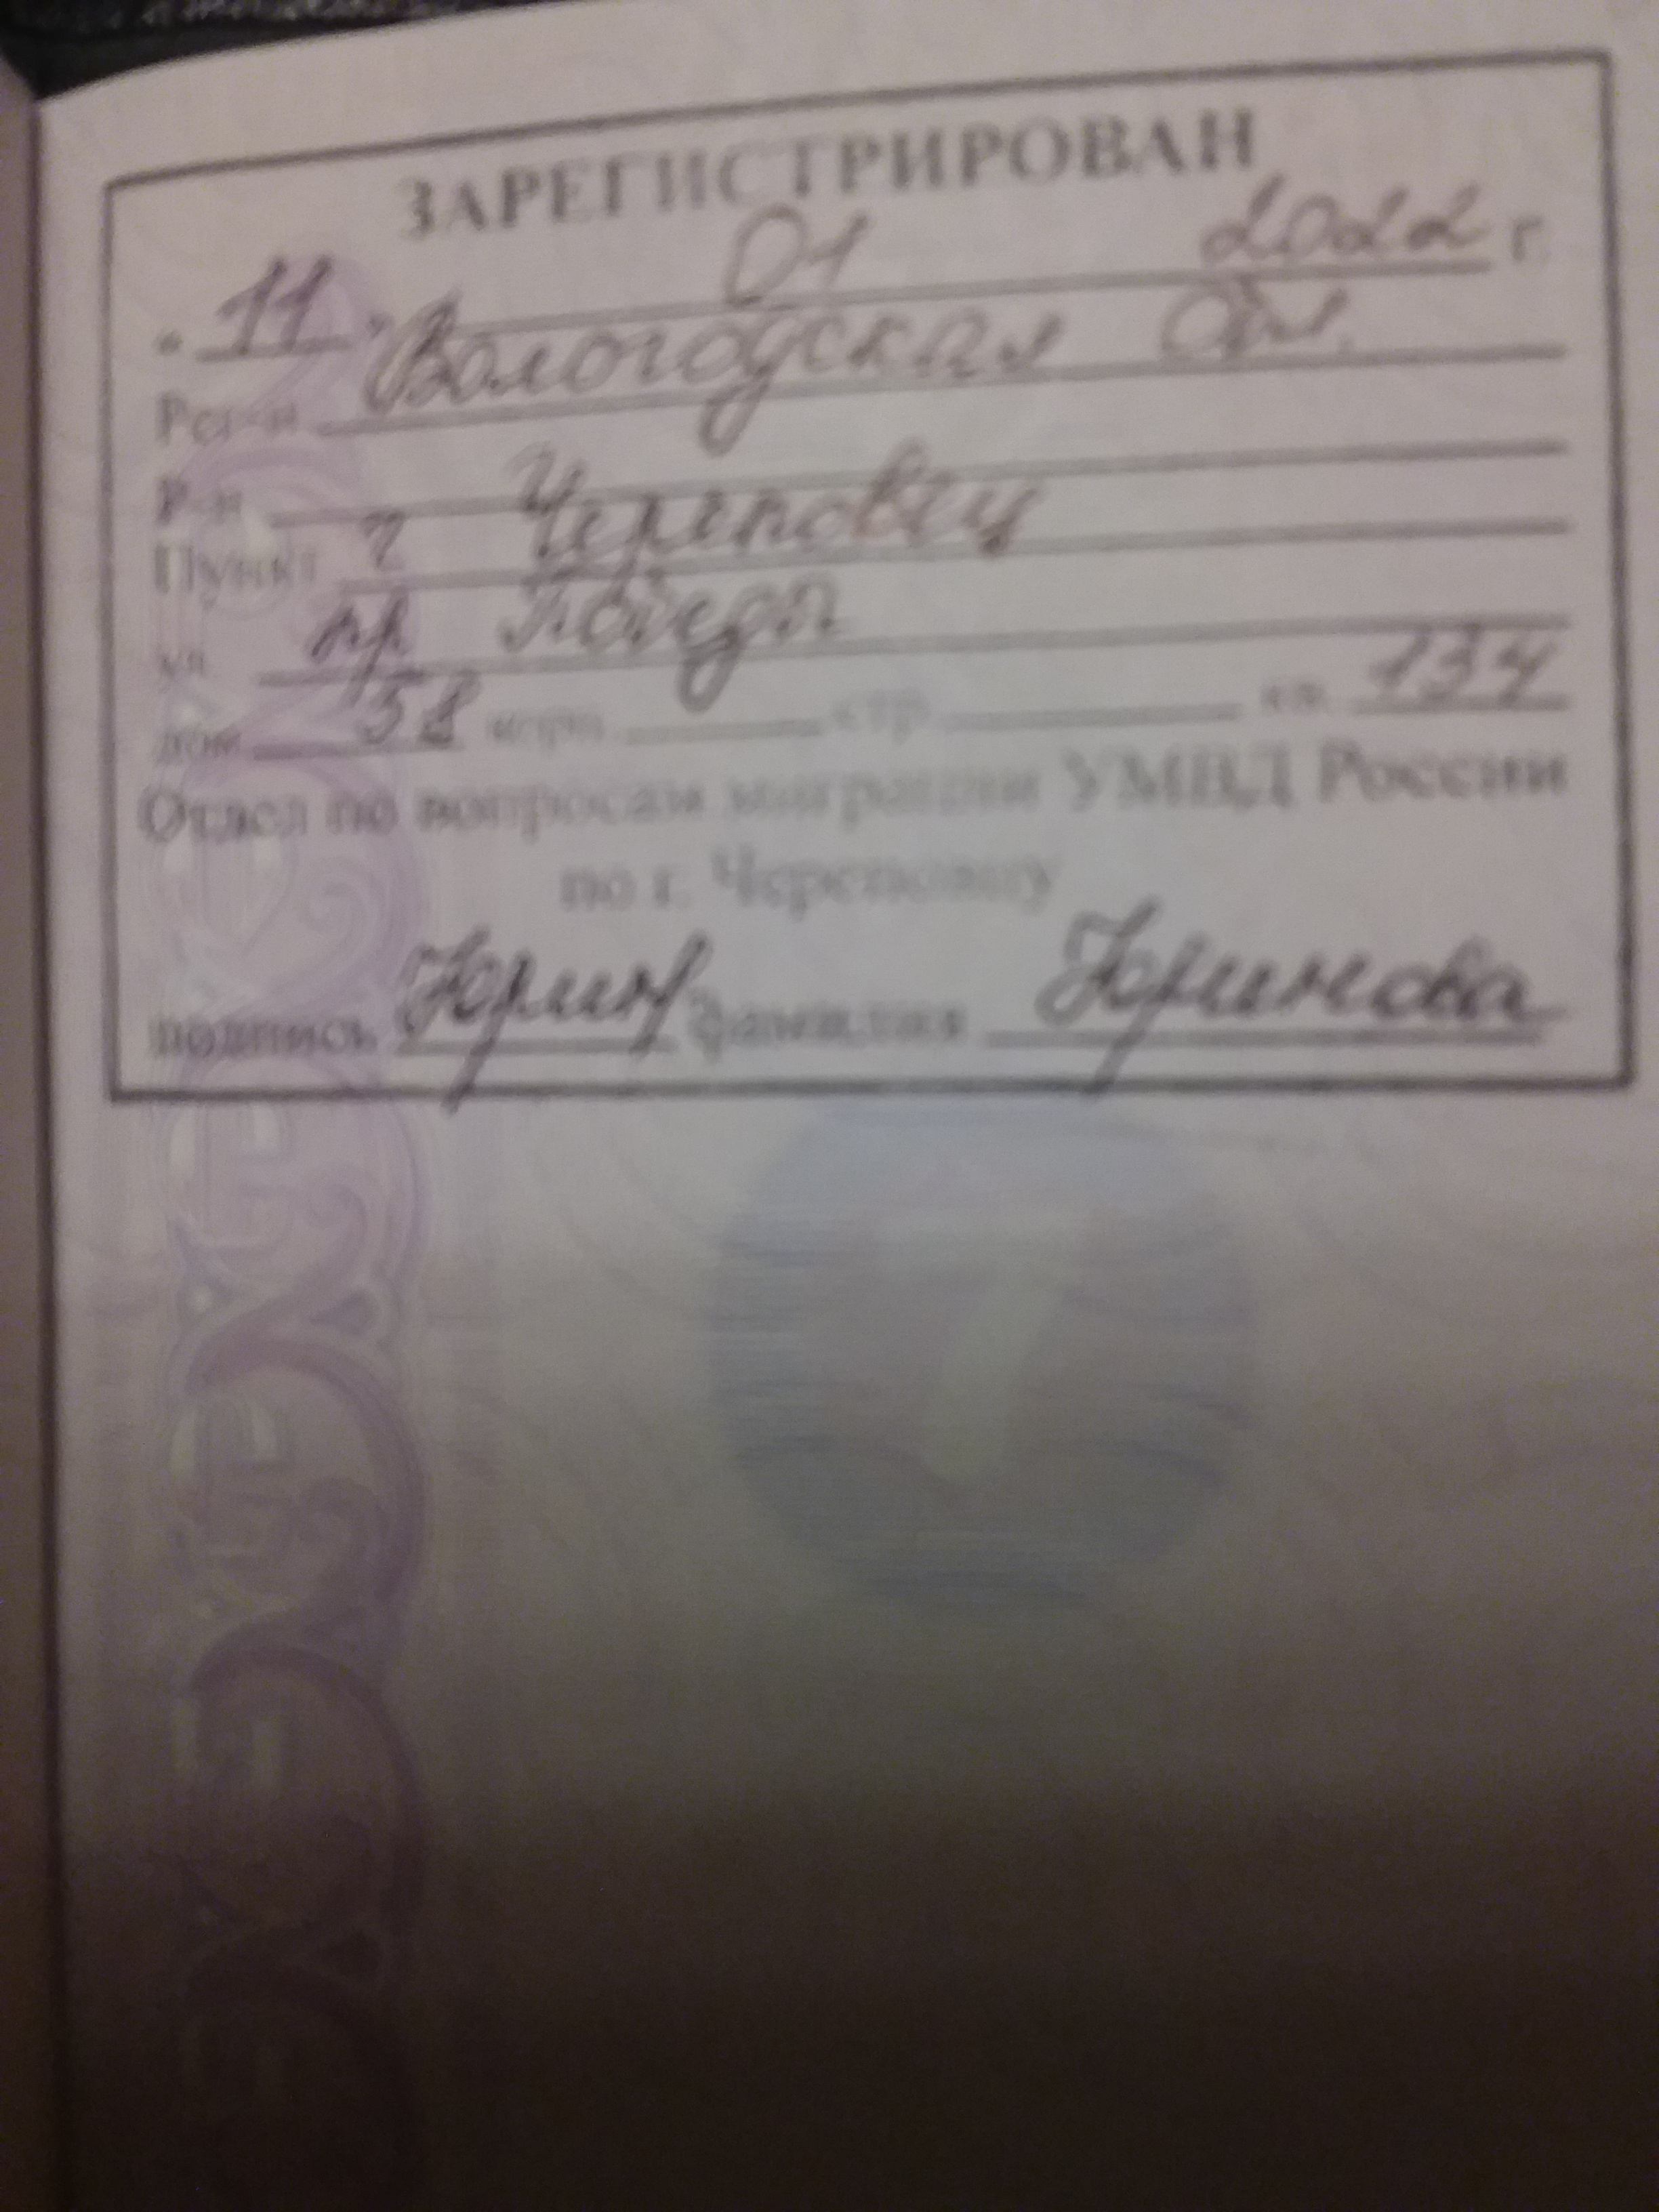 ЗАРЕГИСТРИРОВАН
"11" 01 2022 г.
Рег-н Вологодская обл.
Р-н
Пункт г Череповец
ул. пр Победы
дом 58 корп. стр. кв. 134
Отдел по вопросам миграции УМВД России
по г. Череповцу
подпись фамилия